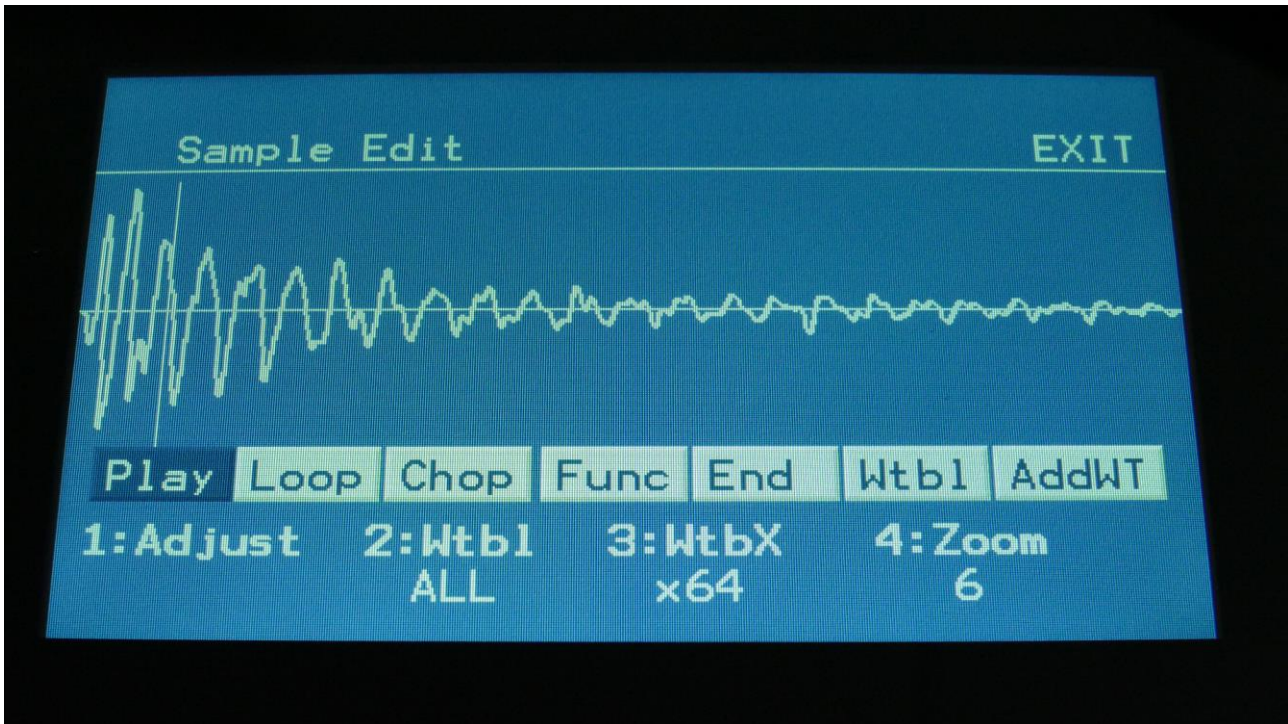 Sample Edit EXIT
Play Loop Chop Func End Wtbl AddWT
1:Adjust 2:Wtbl 3:WtbX 4:Zoom
ALL x64 6